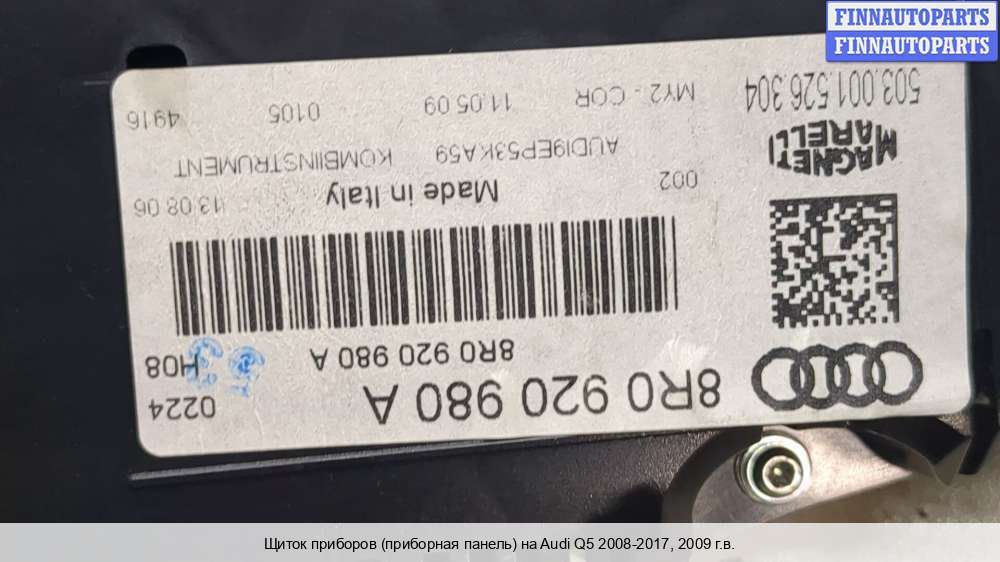 FINNAUTOPARTS
FINNAUTOPARTS
8R0 920 980 A
0224
8R0 920 980 A
H08
002
Made in Italy
13.08 06
MAGNETI
MARELLI
AUDI9EP53KA59
KOMBIINSTRUMENT
503.001.526.304
MY2 - COR
11.05 09
0105
4916
Щиток приборов (приборная панель) на Audi Q5 2008-2017, 2009 г.в.